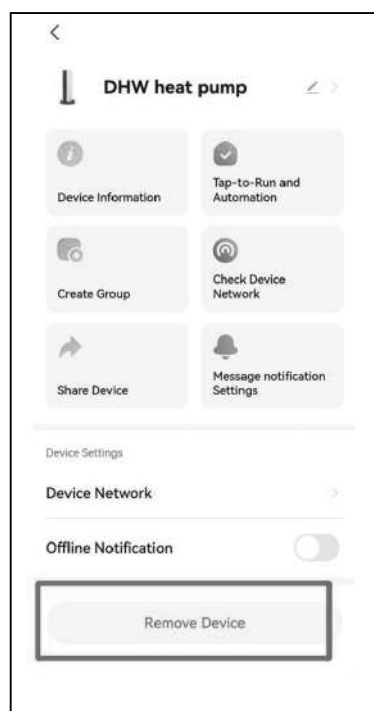 DHW heat pump
Device Information
Tap-to-Run and
Automation
Create Group
Check Device
Network
Share Device
Message notification
Settings
Device Settings
Device Network
Offline Notification
Remove Device